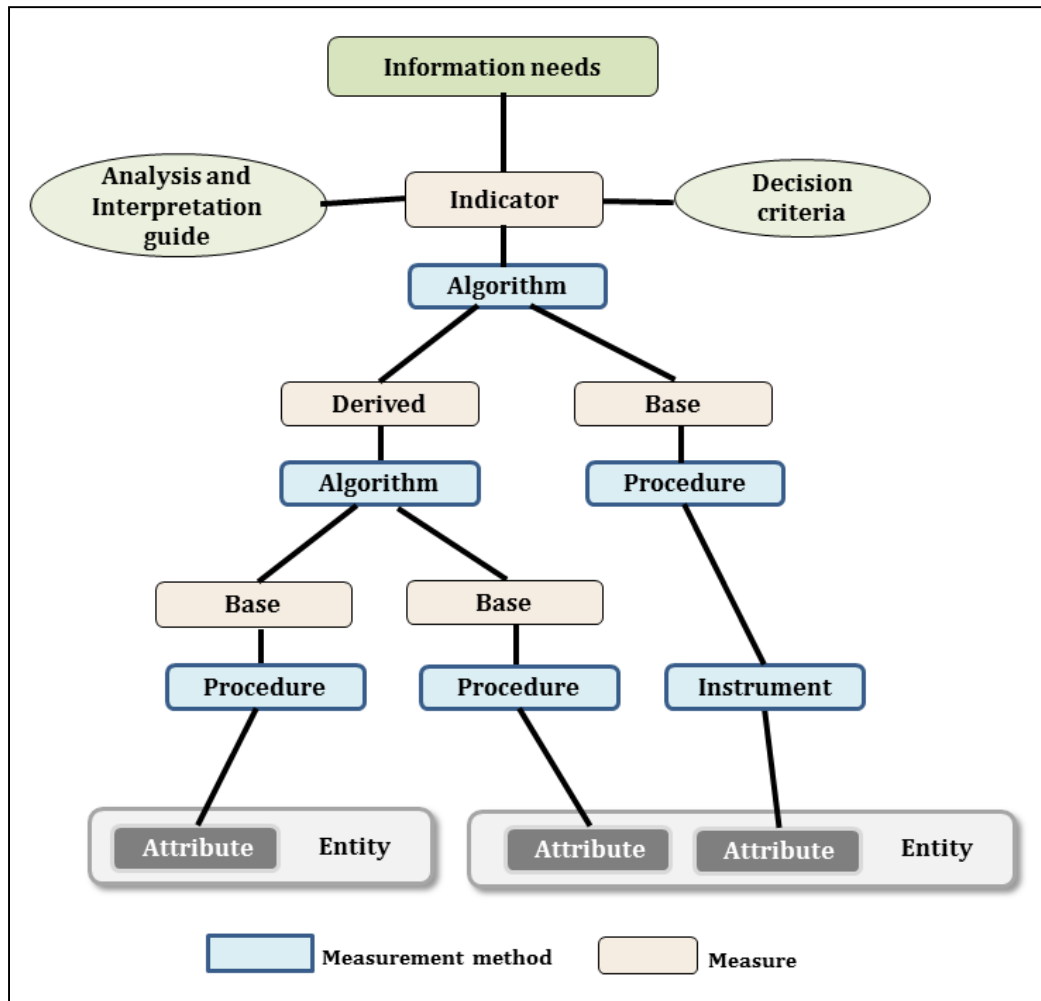 Information needs
Analysis and
Interpretation
guide
Indicator
Decision
criteria
Algorithm
Derived
Base
Algorithm
Procedure
Base
Base
Procedure
Procedure
Instrument
Attribute
Entity
Attribute
Attribute
Entity
Measurement method
Measure